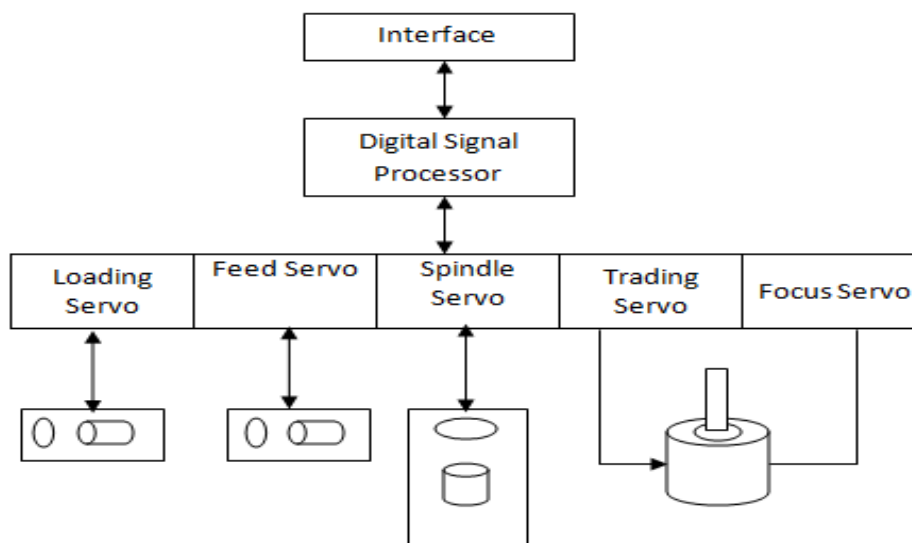 Interface
Digital Signal
Processor
Loading
Servo
Feed Servo
Spindle
Servo
Trading
Servo
Focus Servo